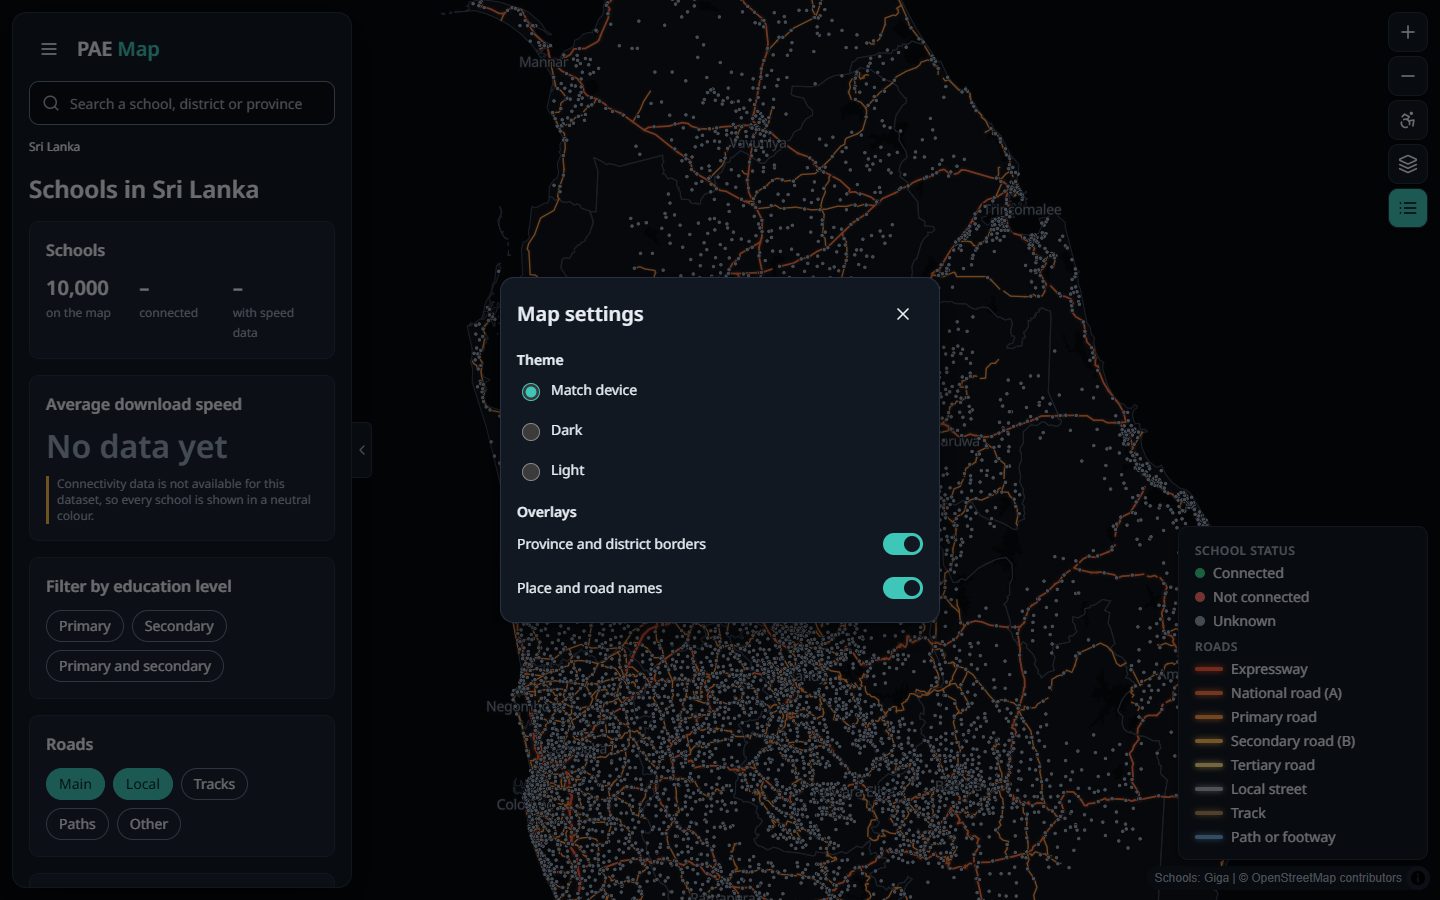 PAE Map
Search a school, district or province
Sri Lanka
Schools in Sri Lanka
Schools
10,000
on the map
–
connected
–
with speed
data
Average download speed
No data yet
Connectivity data is not available for this
dataset, so every school is shown in a neutral
colour.
Filter by education level
Primary
Secondary
Primary and secondary
Roads
Main
Local
Tracks
Paths
Other
Mannar
Vavuniya
Trincomalee
Map settings
Theme
Match device
Dark
Light
Overlays
Province and district borders
Place and road names
SCHOOL STATUS
Connected
Not connected
Unknown
ROADS
Expressway
National road (A)
Primary road
Secondary road (B)
Tertiary road
Local street
Track
Path or footway
Schools: Giga | © OpenStreetMap contributors